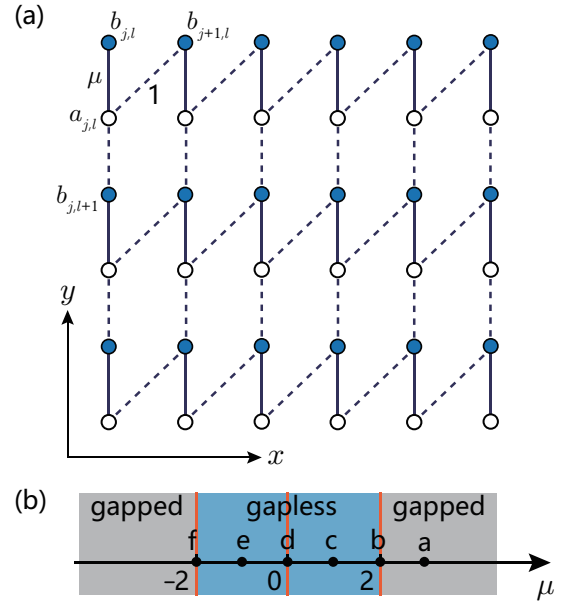 (a)
b_{j,l} b_{j+1,l}
μ
1
a_{j,l}
b_{j,l+1}
y
x
(b)
gapped gapless gapped
f e d c b a
−2 0 2
μ